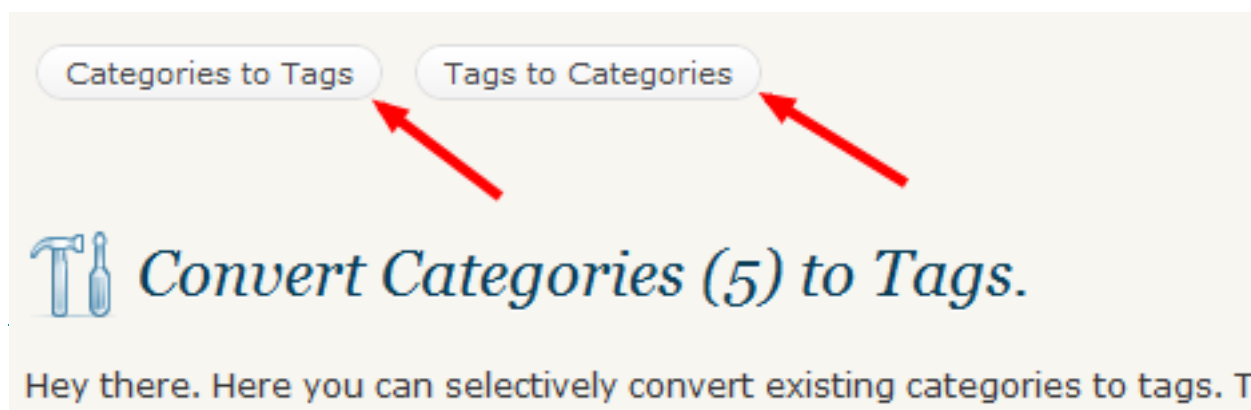 Categories to Tags Tags to Categories
Convert Categories (5) to Tags.
Hey there. Here you can selectively convert existing categories to tags. T